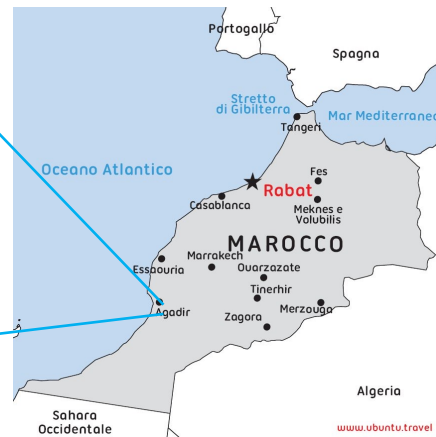 Portogallo
Spagna
Stretto
di Gibilterra
Mar Mediterraneo
Tangeri
Oceano Atlantico
Fes
Rabat
Casablanca
Meknes e
Volubilis
MAROCCO
Marrakech
Essaouria
Ouarzazate
Tinerhir
Agadir
Merzouga
Zagora
Algeria
Sahara
Occidentale
www.ubuntu.travel